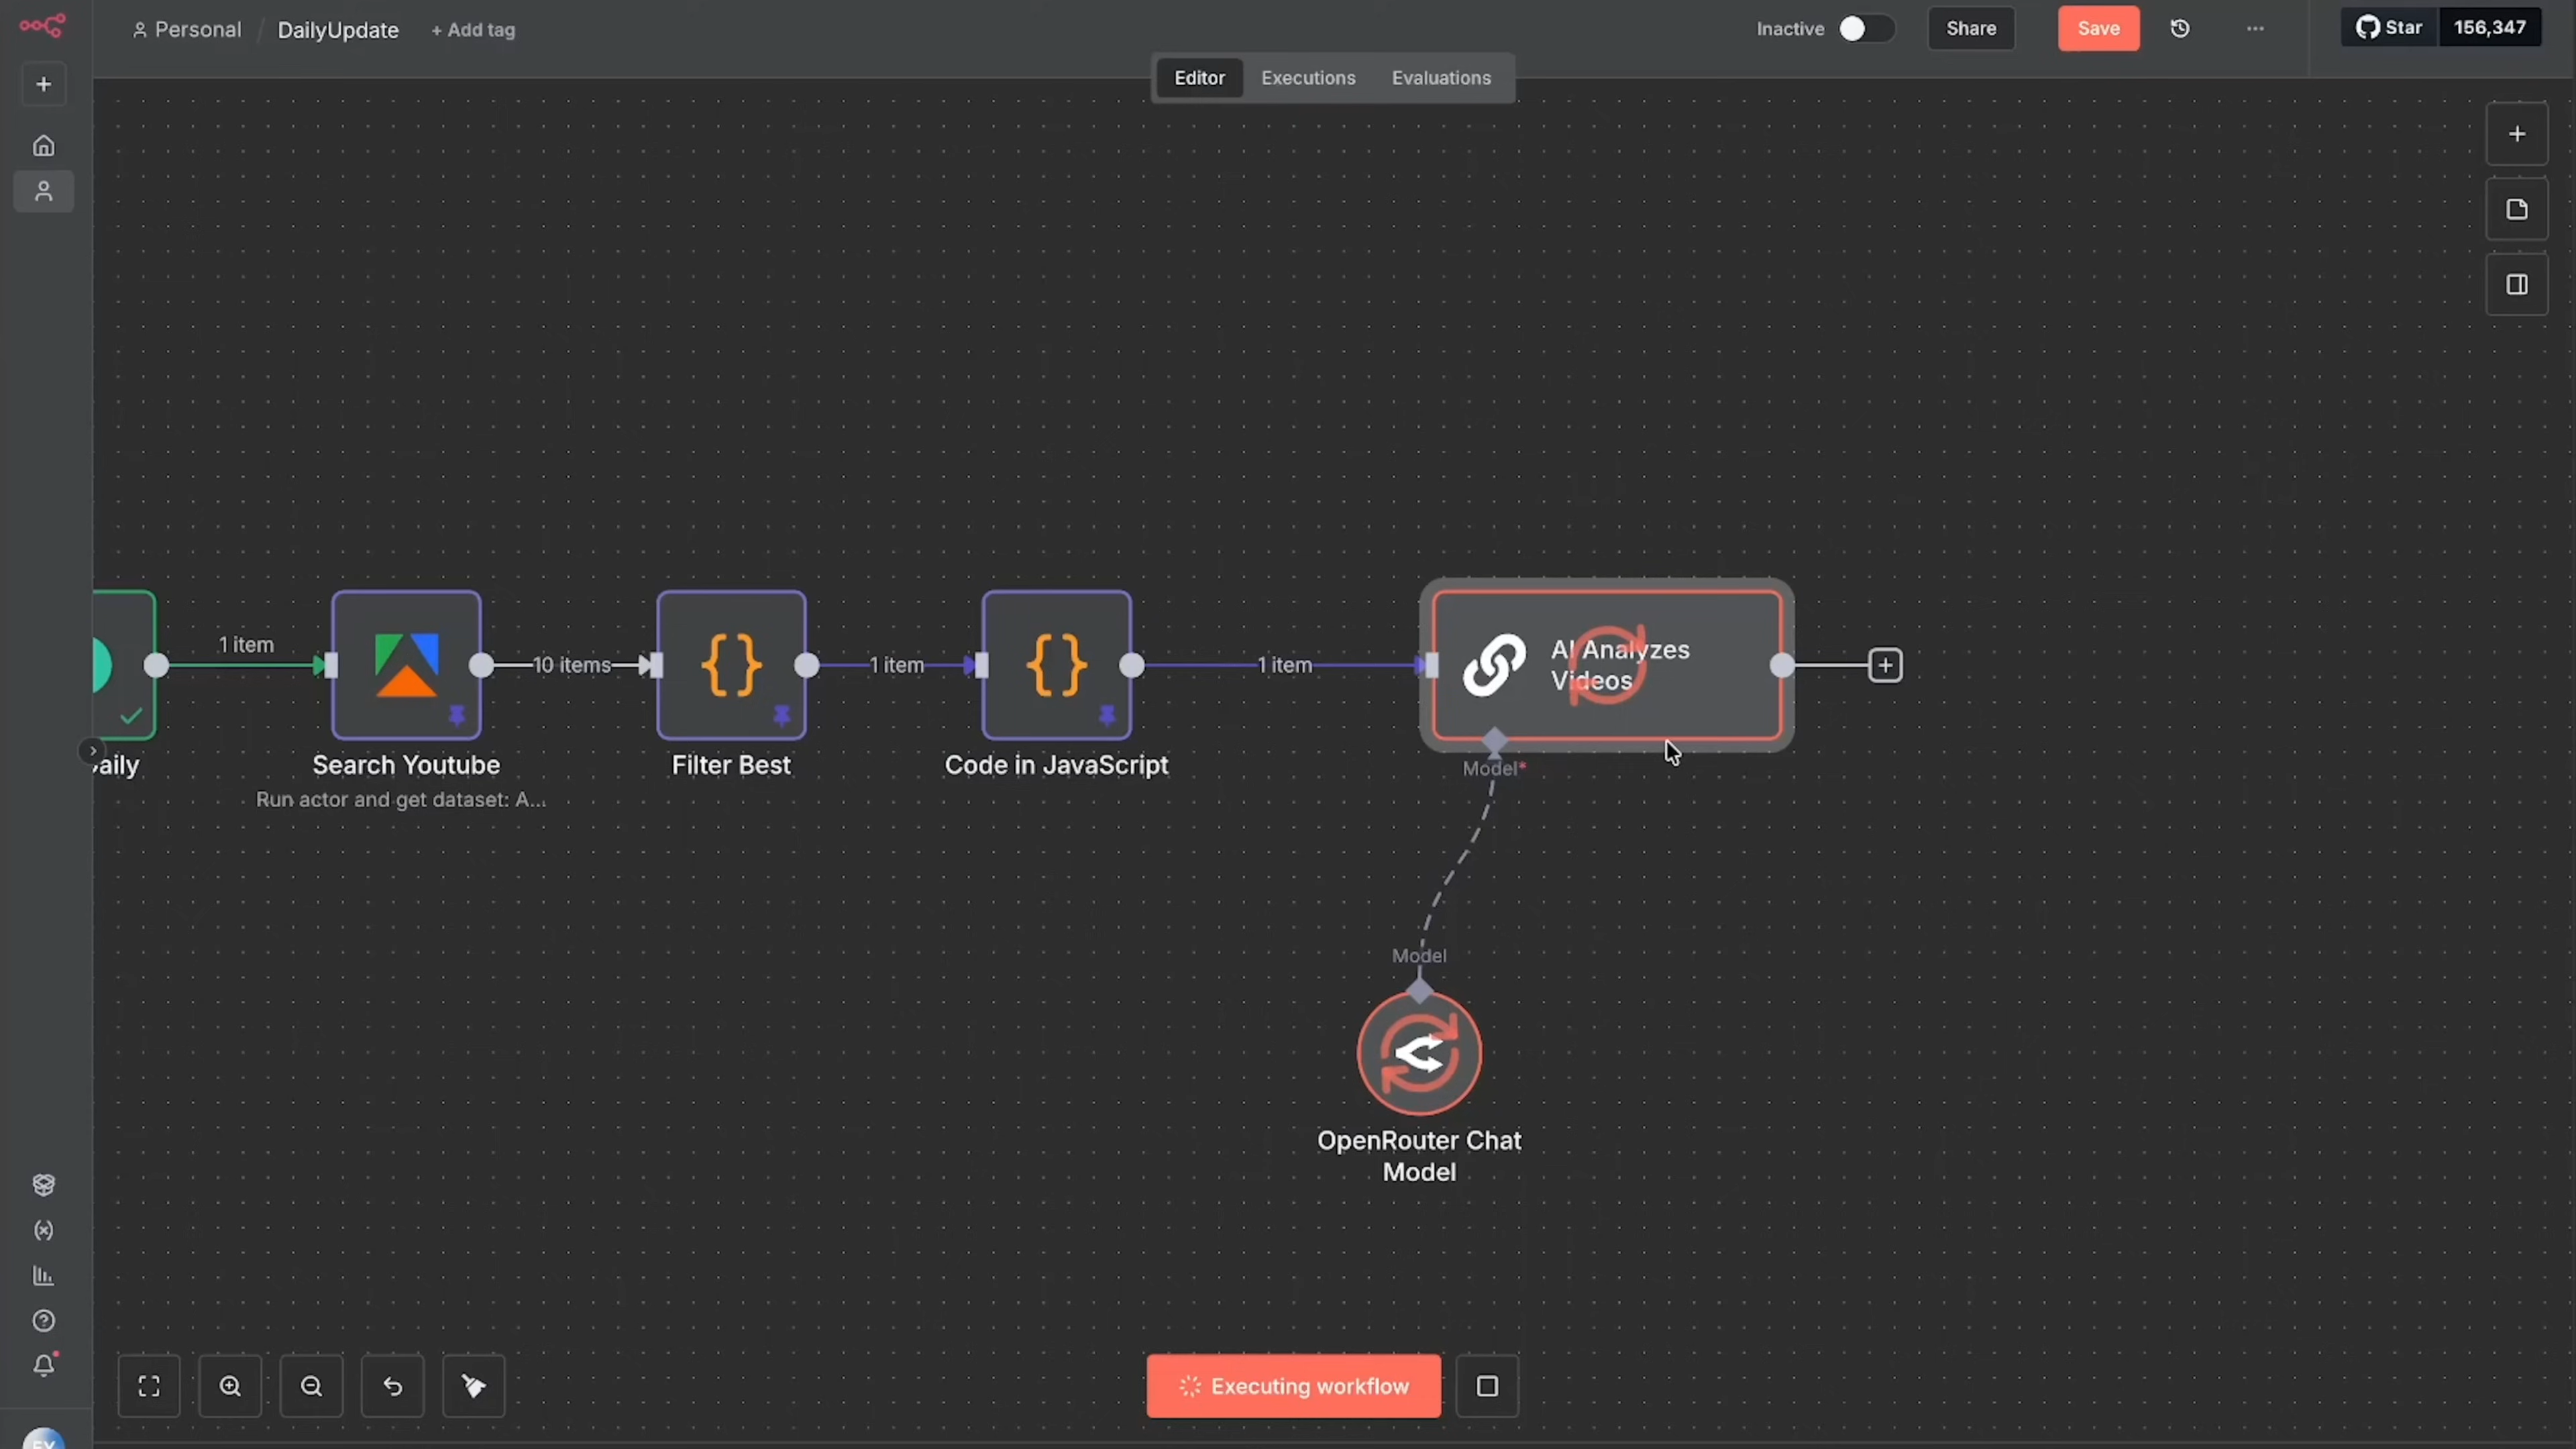 Personal / DailyUpdate + Add tag
Inactive Share Save Star 156,347
Editor Executions Evaluations
1 item
10 items
1 item
1 item
AI Analyzes
Videos
Search Youtube
Run actor and get dataset: A...
Filter Best
Code in JavaScript
Model*
Model
OpenRouter Chat
Model
Executing workflow